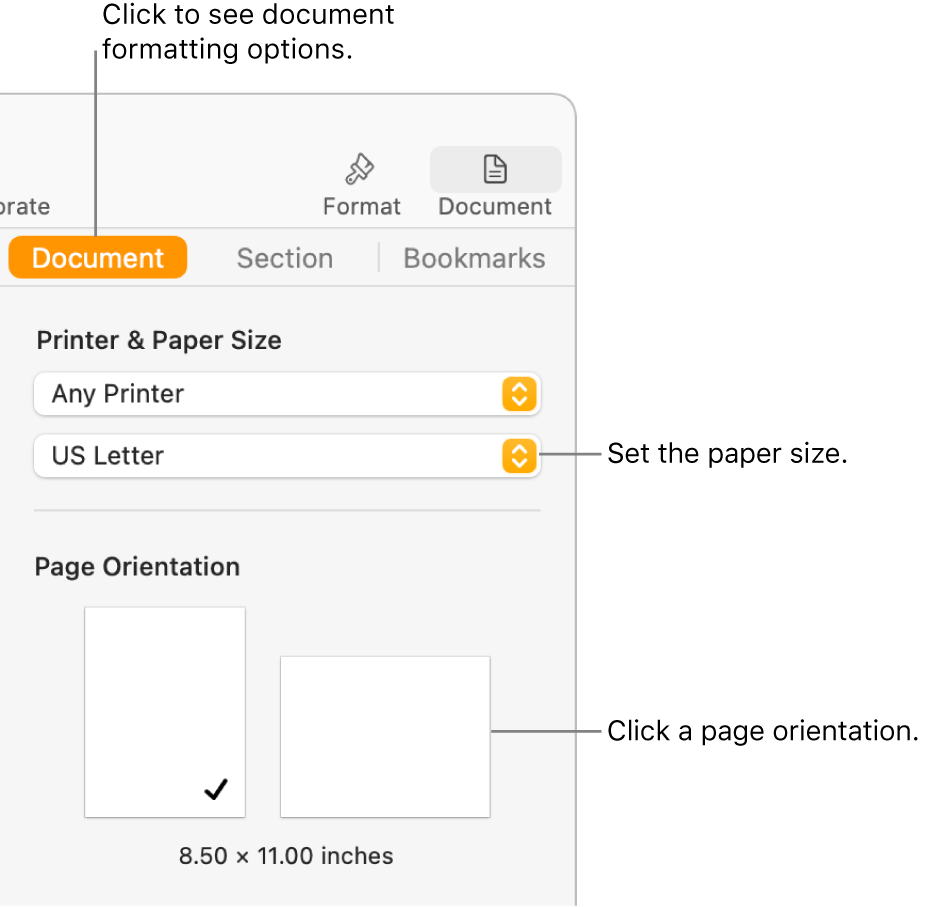 Click to see document
formatting options.
Format
Document
Document
Section
Bookmarks
Printer & Paper Size
Any Printer
US Letter
Set the paper size.
Page Orientation
Click a page orientation.
8.50 × 11.00 inches